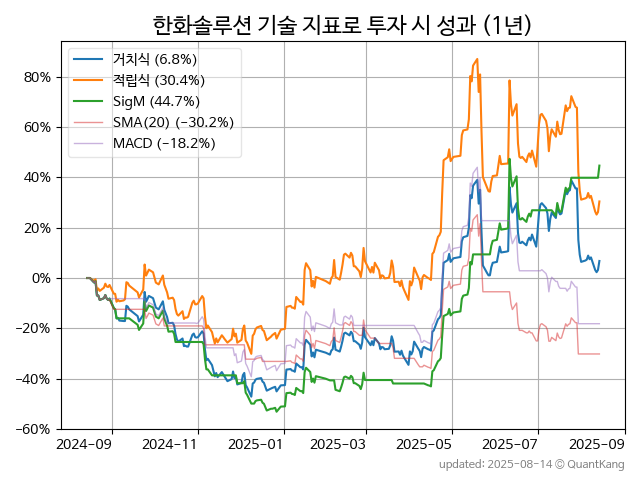 한화솔루션 기술 지표로 투자 시 성과 (1년)
거치식 (6.8%)
적립식 (30.4%)
SigM (44.7%)
SMA(20) (−30.2%)
MACD (−18.2%)
80%
60%
40%
20%
0%
−20%
−40%
−60%
2024-09 2024-11 2025-01 2025-03 2025-05 2025-07 2025-09
updated: 2025-08-14 © QuantKang